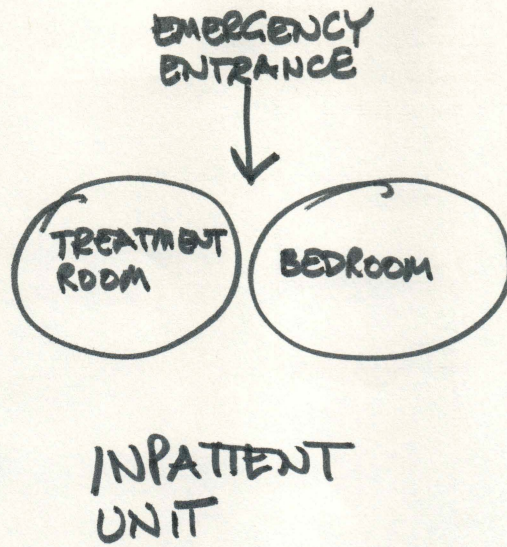 EMERGENCY
ENTRANCE
TREATMENT
ROOM
BEDROOM
INPATIENT
UNIT